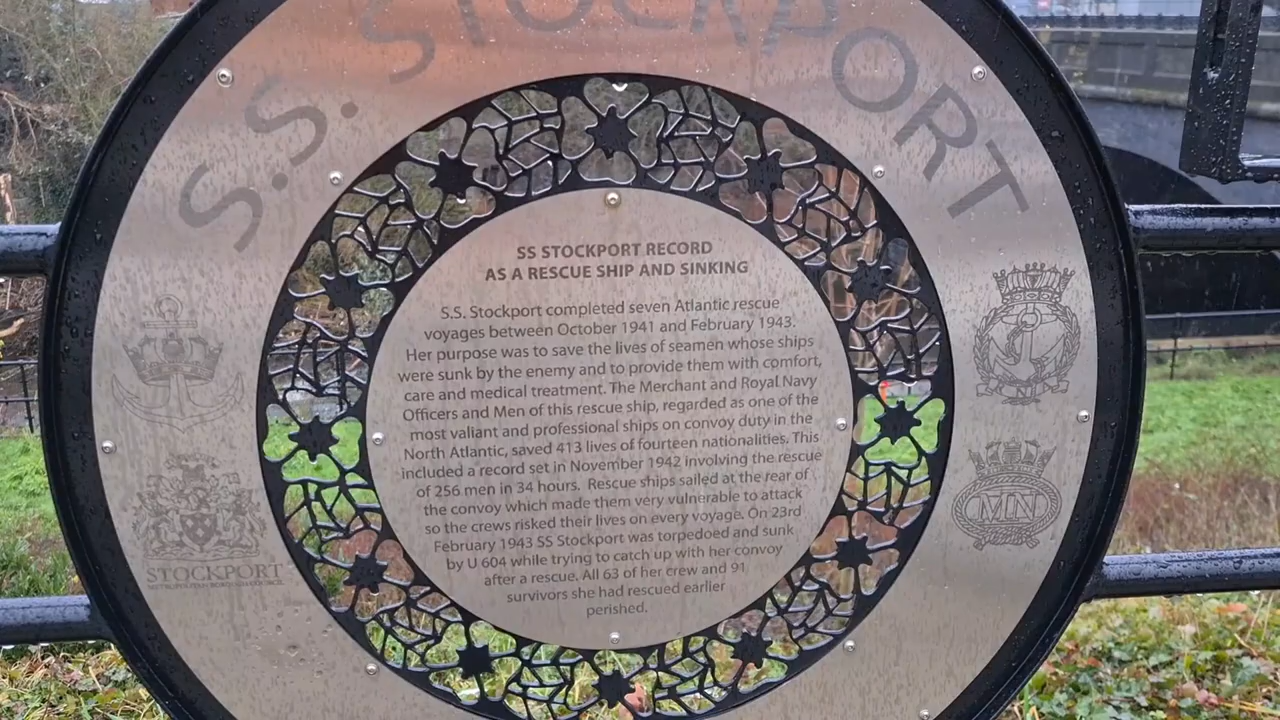 S.S. STOCKPORT
SS STOCKPORT RECORD
AS A RESCUE SHIP AND SINKING
S.S. Stockport completed seven Atlantic rescue
voyages between October 1941 and February 1943.
Her purpose was to save the lives of seamen whose ships
were sunk by the enemy and to provide them with comfort,
care and medical treatment. The Merchant and Royal Navy
Officers and Men of this rescue ship, regarded as one of the
most valiant and professional ships on convoy duty in the
North Atlantic, saved 413 lives of fourteen nationalities. This
included a record set in November 1942 involving the rescue
of 256 men in 34 hours. Rescue ships sailed at the rear of
the convoy which made them very vulnerable to attack
so the crews risked their lives on every voyage. On 23rd
February 1943 SS Stockport was torpedoed and sunk
by U 604 while trying to catch up with her convoy
after a rescue. All 63 of her crew and 91
survivors she had rescued earlier
perished.
STOCKPORT
METROPOLITAN BOROUGH COUNCIL
N
MN